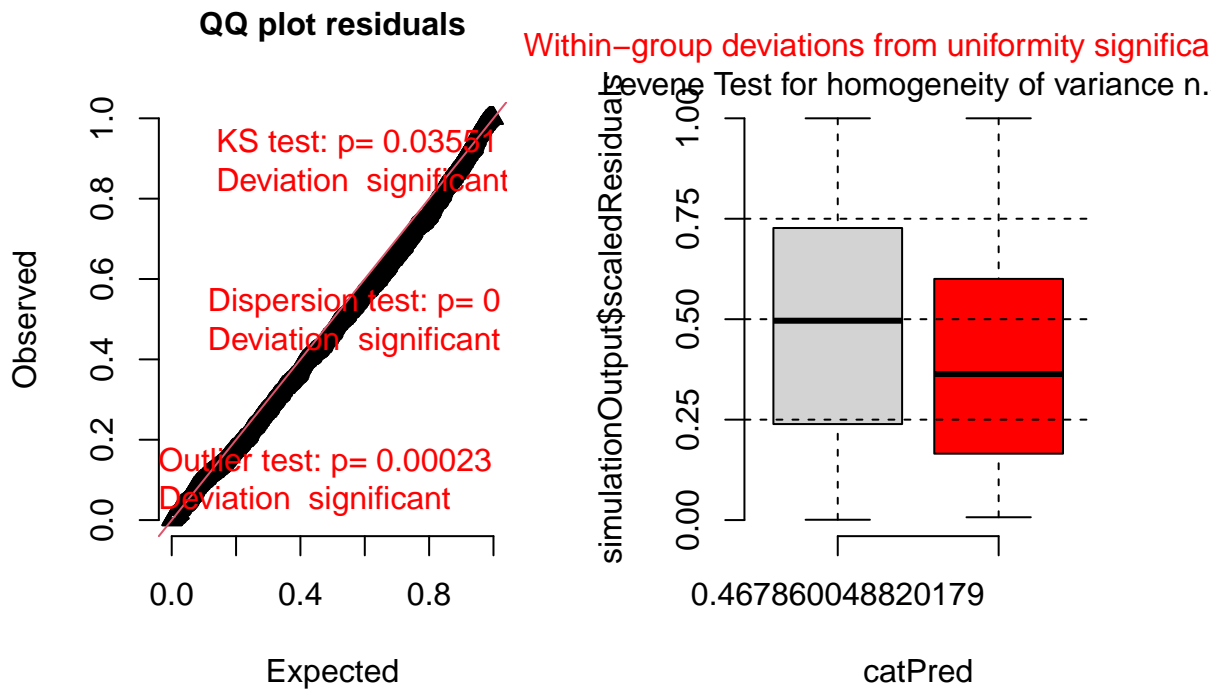 QQ plot residuals
KS test: p= 0.03551
Deviation significant
Dispersion test: p= 0
Deviation significant
Outlier test: p= 0.00023
Deviation significant
Observed
0.0 0.2 0.4 0.6 0.8 1.0
0.0 0.4 0.8
Expected
Within−group deviations from uniformity significa
Levene Test for homogeneity of variance n.
simulationOutput$scaledResiduals
0.00 0.25 0.50 0.75 1.00
0.467860048820179
catPred